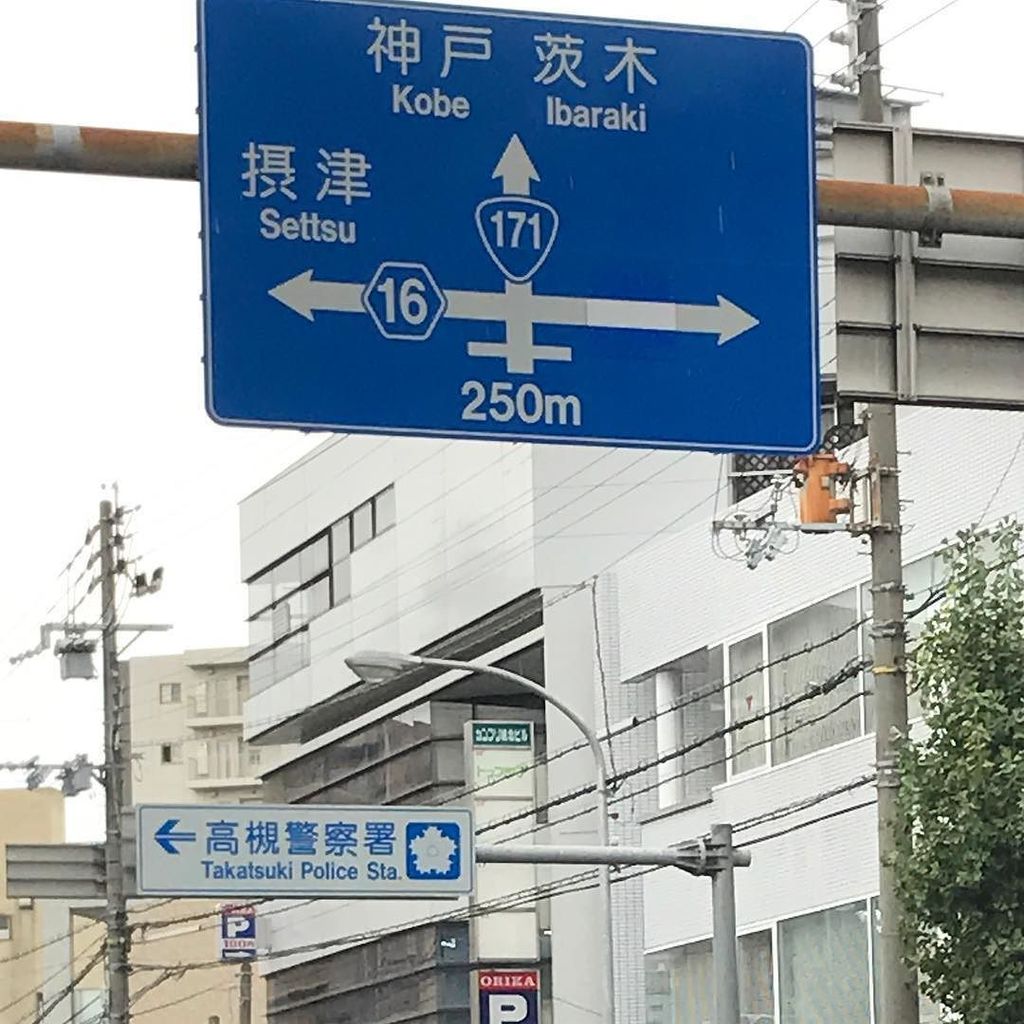 神戸 茨木
Kobe Ibaraki
摂津
Settsu
171
16
250m
高槻警察署
Takatsuki Police Sta.
P
ORIKA
P